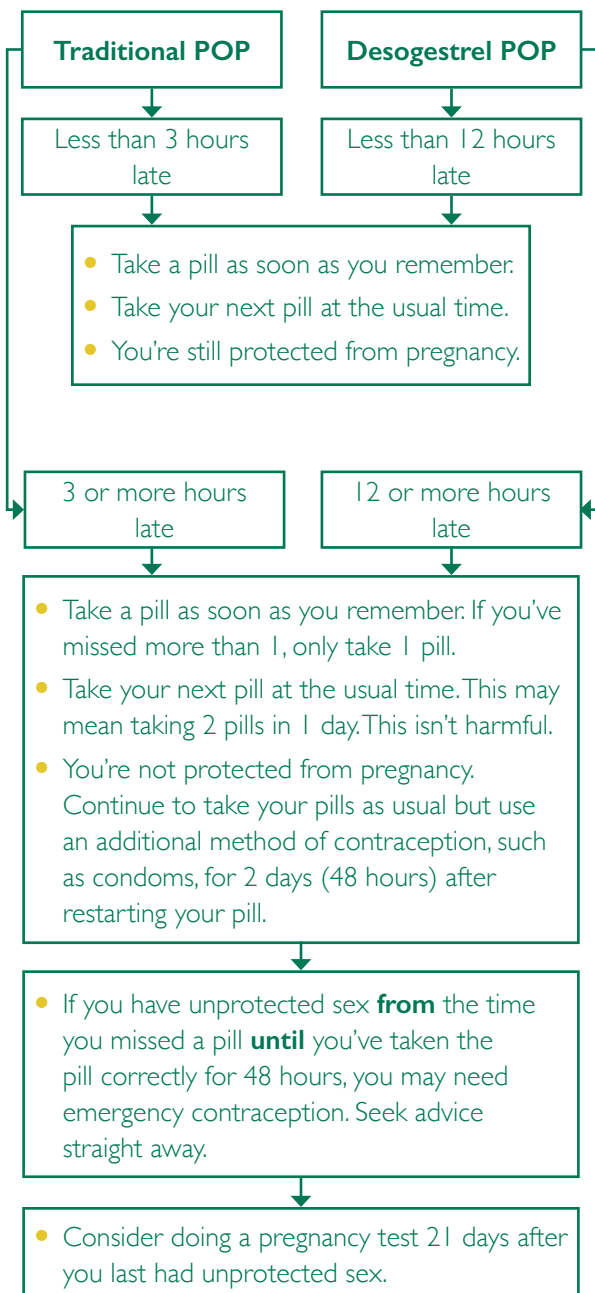 Traditional POP
Desogestrel POP
Less than 3 hours
late
Less than 12 hours
late
• Take a pill as soon as you remember.
• Take your next pill at the usual time.
• You're still protected from pregnancy.
3 or more hours
late
12 or more hours
late
• Take a pill as soon as you remember. If you've
missed more than 1, only take 1 pill.
• Take your next pill at the usual time. This may
mean taking 2 pills in 1 day. This isn't harmful.
• You're not protected from pregnancy.
Continue to take your pills as usual but use
an additional method of contraception, such
as condoms, for 2 days (48 hours) after
restarting your pill.
• If you have unprotected sex from the time
you missed a pill until you've taken the
pill correctly for 48 hours, you may need
emergency contraception. Seek advice
straight away.
• Consider doing a pregnancy test 21 days after
you last had unprotected sex.